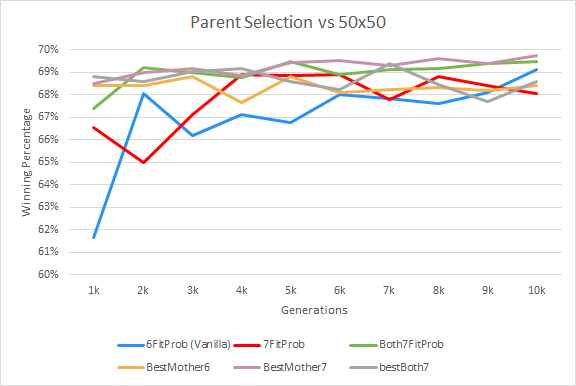 Parent Selection vs 50x50
Winning Percentage
70%
69%
68%
67%
66%
65%
64%
63%
62%
61%
60%
1k 2k 3k 4k 5k 6k 7k 8k 9k 10k
Generations
6FitProb (Vanilla) 7FitProb Both7FitProb
BestMother6 BestMother7 bestBoth7